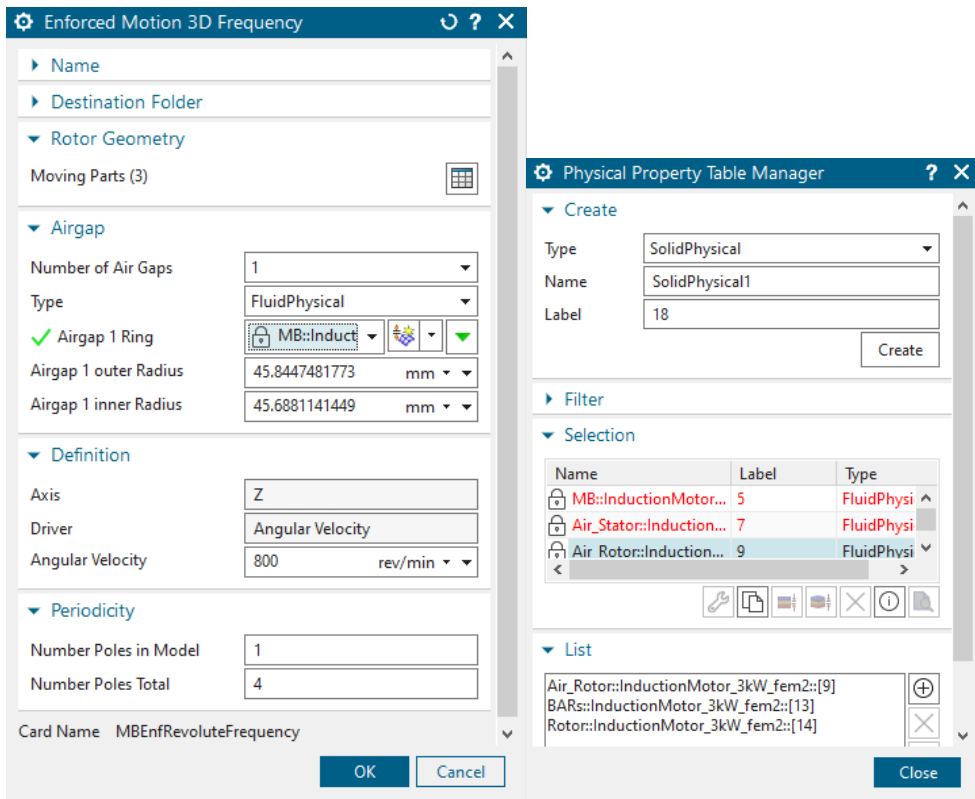 Enforced Motion 3D Frequency ?
Name
Destination Folder
Rotor Geometry
Moving Parts (3)
Airgap
Number of Air Gaps 1
Type FluidPhysical
Airgap 1 Ring MB::Induct
Airgap 1 outer Radius 45.8447481773 mm
Airgap 1 inner Radius 45.6881141449 mm
Definition
Axis Z
Driver Angular Velocity
Angular Velocity 800 rev/min
Periodicity
Number Poles in Model 1
Number Poles Total 4
Card Name MBEnfRevoluteFrequency
OK Cancel
Physical Property Table Manager ?
Create
Type SolidPhysical
Name SolidPhysical1
Label 18
Create
Filter
Selection
Name Label Type
MB::InductionMotor... 5 FluidPhysi
Air_Stator::Induction... 7 FluidPhysi
Air_Rotor::Induction... 9 FluidPhysi
List
Air_Rotor::InductionMotor_3kW_fem2::[9]
BARs::InductionMotor_3kW_fem2::[13]
Rotor::InductionMotor_3kW_fem2::[14]
Close